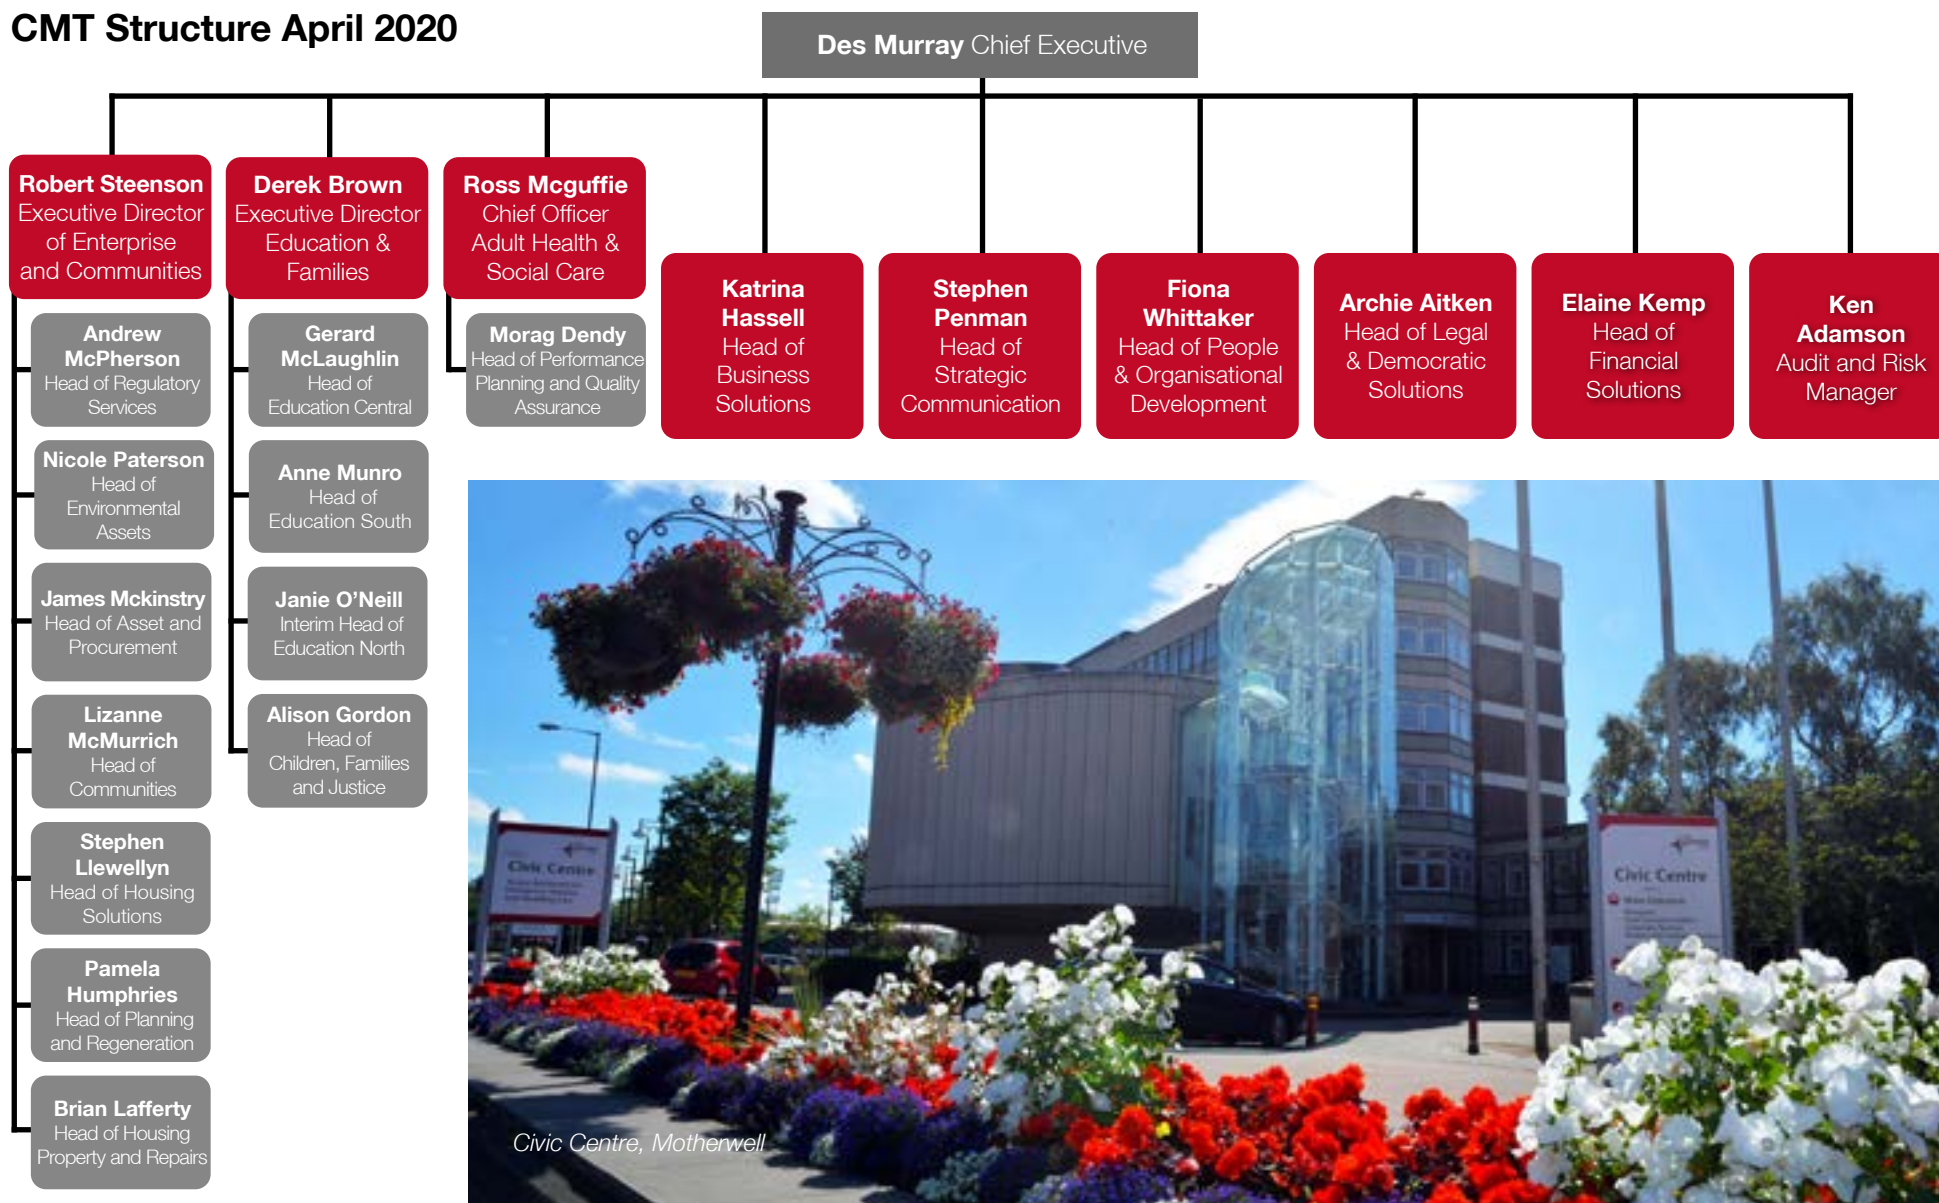 CMT Structure April 2020
Des Murray Chief Executive
Robert Steenson
Executive Director
of Enterprise
and Communities
Derek Brown
Executive Director
Education &
Families
Ross Mcguffie
Chief Officer
Adult Health &
Social Care
Katrina
Hassell
Head of
Business
Solutions
Stephen
Penman
Head of
Strategic
Communication
Fiona
Whittaker
Head of People
& Organisational
Development
Archie Aitken
Head of Legal
& Democratic
Solutions
Elaine Kemp
Head of
Financial
Solutions
Ken
Adamson
Audit and Risk
Manager
Andrew
McPherson
Head of Regulatory
Services
Nicole Paterson
Head of
Environmental
Assets
James Mckinstry
Head of Asset and
Procurement
Lizanne
McMurrich
Head of
Communities
Stephen
Llewellyn
Head of Housing
Solutions
Pamela
Humphries
Head of Planning
and Regeneration
Brian Lafferty
Head of Housing
Property and Repairs
Gerard
McLaughlin
Head of
Education Central
Anne Munro
Head of
Education South
Janie O'Neill
Interim Head of
Education North
Alison Gordon
Head of
Children, Families
and Justice
Morag Dendy
Head of Performance
Planning and Quality
Assurance
Civic Centre
Civic Centre
Civic Centre, Motherwell